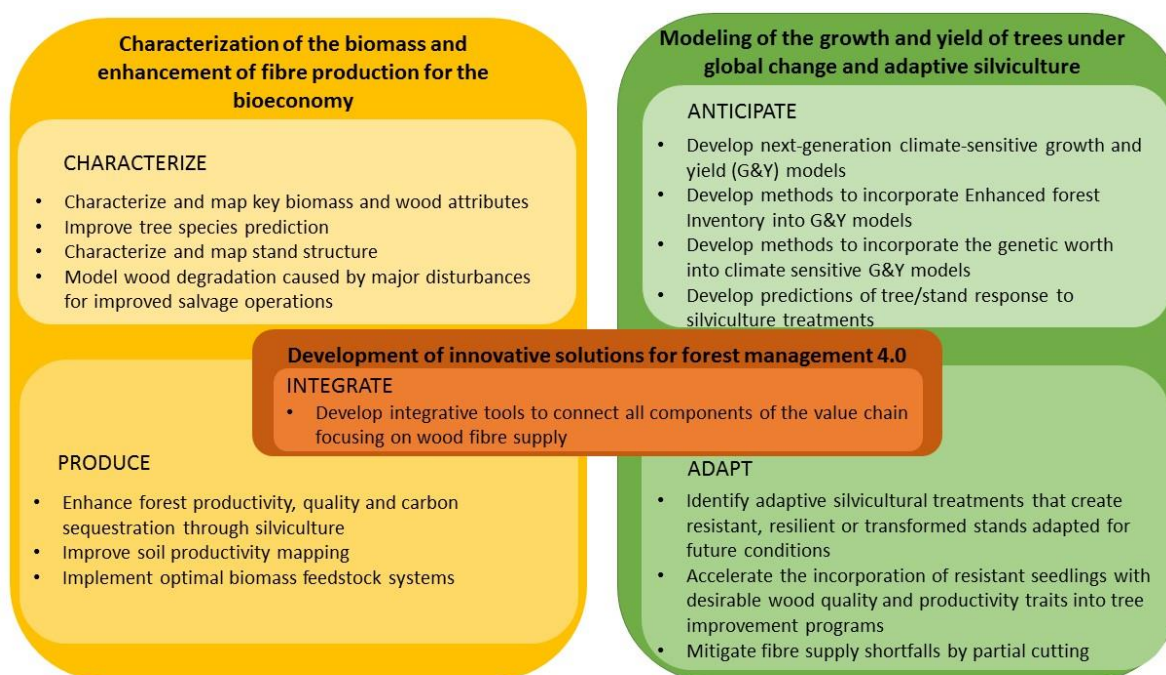 Characterization of the biomass and
enhancement of fibre production for the
bioeconomy
CHARACTERIZE
• Characterize and map key biomass and wood attributes
• Improve tree species prediction
• Characterize and map stand structure
• Model wood degradation caused by major disturbances
for improved salvage operations
Modeling of the growth and yield of trees under
global change and adaptive silviculture
ANTICIPATE
• Develop next-generation climate-sensitive growth and
yield (G&Y) models
• Develop methods to incorporate Enhanced forest
Inventory into G&Y models
• Develop methods to incorporate the genetic worth
into climate sensitive G&Y models
• Develop predictions of tree/stand response to
silviculture treatments
Development of innovative solutions for forest management 4.0
INTEGRATE
• Develop integrative tools to connect all components of the value chain
focusing on wood fibre supply
PRODUCE
• Enhance forest productivity, quality and carbon
sequestration through silviculture
• Improve soil productivity mapping
• Implement optimal biomass feedstock systems
ADAPT
• Identify adaptive silvicultural treatments that create
resistant, resilient or transformed stands adapted for
future conditions
• Accelerate the incorporation of resistant seedlings with
desirable wood quality and productivity traits into tree
improvement programs
• Mitigate fibre supply shortfalls by partial cutting